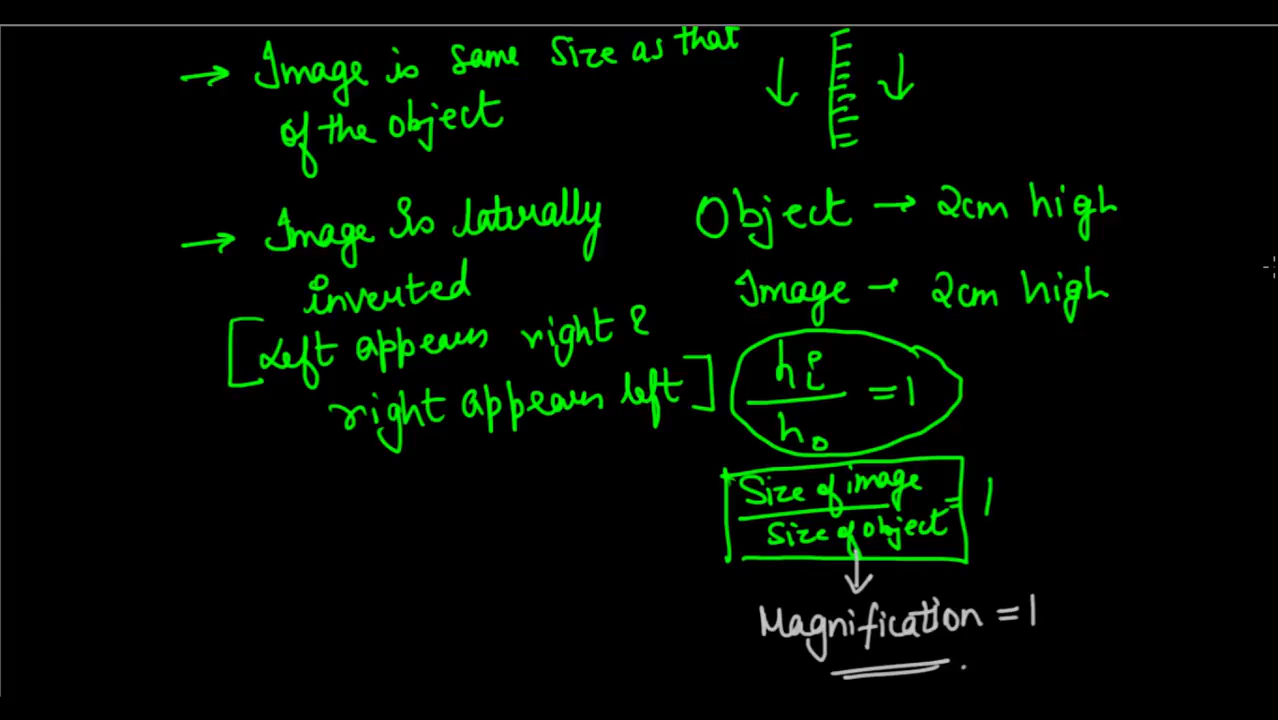 → Image is same size as that
of the object
→ Image is laterally
inverted
[Left appears right &
right appears left]
Object → 2cm high
Image → 2cm high
hi
ho
= 1
Size of image
Size of object
= 1
Magnification = 1